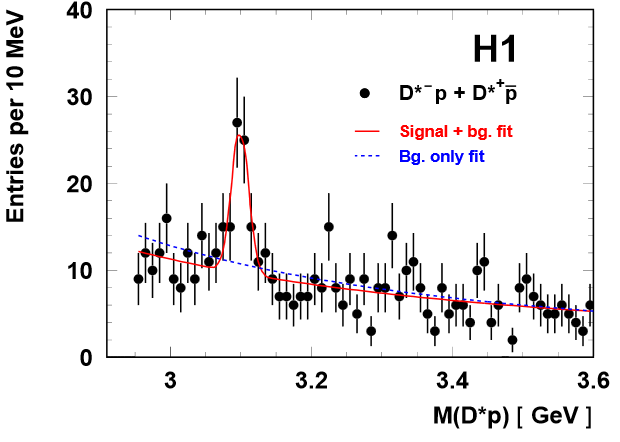 Entries per 10 MeV
40
30
20
10
0
H1
D*⁻p + D*⁺p̅
Signal + bg. fit
Bg. only fit
3 3.2 3.4 3.6
M(D*p) [ GeV ]